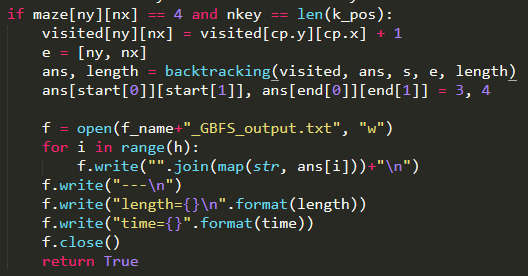 if maze[ny][nx] == 4 and nkey == len(k_pos):
    visited[ny][nx] = visited[cp.y][cp.x] + 1
    e = [ny, nx]
    ans, length = backtracking(visited, ans, s, e, length)
    ans[start[0]][start[1]], ans[end[0]][end[1]] = 3, 4

    f = open(f_name+"_GBFS_output.txt", "w")
    for i in range(h):
        f.write("".join(map(str, ans[i]))+"\n")
    f.write("---\n")
    f.write("length={}\n".format(length))
    f.write("time={}".format(time))
    f.close()
    return True